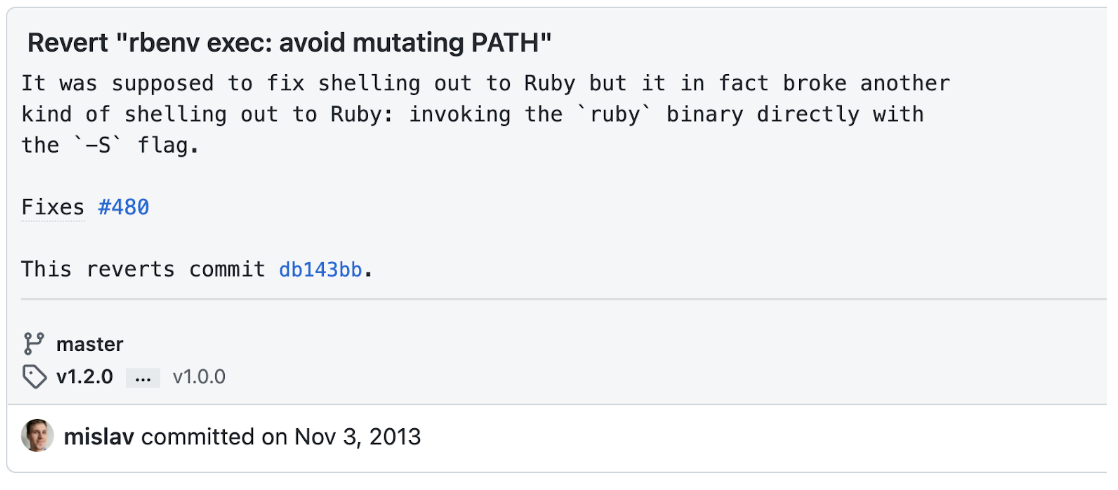 Revert "rbenv exec: avoid mutating PATH"
It was supposed to fix shelling out to Ruby but it in fact broke another
kind of shelling out to Ruby: invoking the `ruby` binary directly with
the `-S` flag.
Fixes #480
This reverts commit db143bb.
master
v1.2.0 ... v1.0.0
mislav committed on Nov 3, 2013